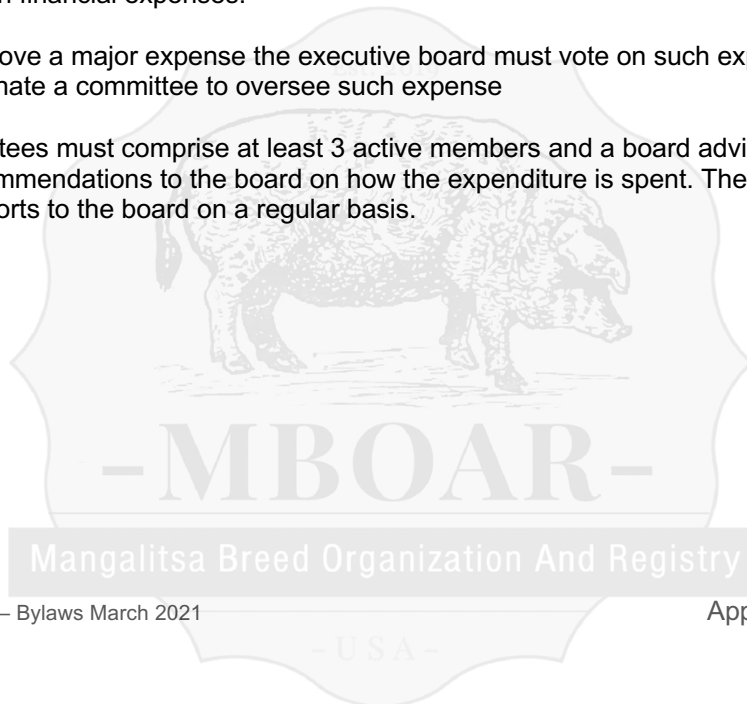 financial expenses.
ove a major expense the executive board must vote on such ex
nate a committee to oversee such expense
tees must comprise at least 3 active members and a board advi
mmendations to the board on how the expenditure is spent. The
orts to the board on a regular basis.
-MBOAR-
Mangalitsa Breed Organization And Registry
– Bylaws March 2021
App
-USA-